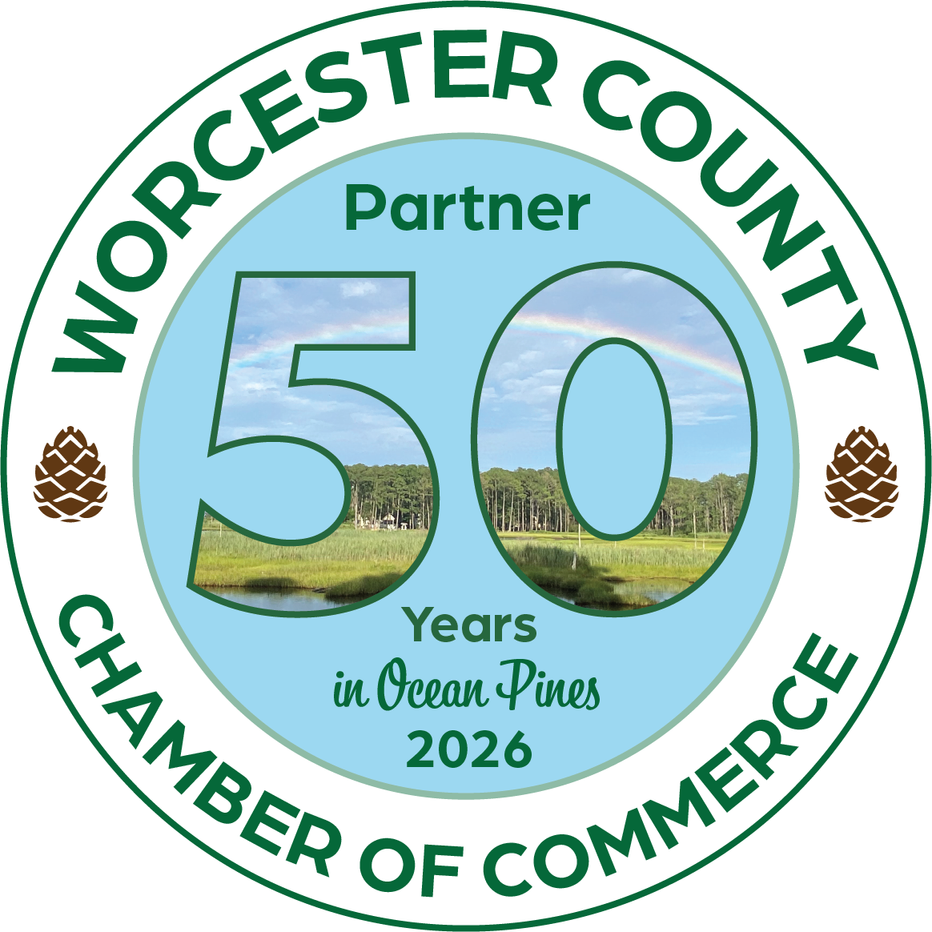 WORCESTER COUNTY
Partner
50
Years
in Ocean Pines
2026
CHAMBER OF COMMERCE